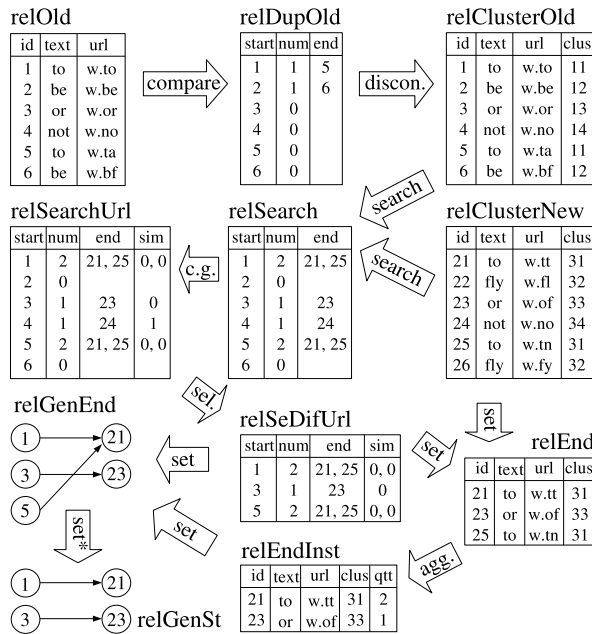 relOld
id text url
1 to w.to
2 be w.be
3 or w.or
4 not w.no
5 to w.ta
6 be w.bf
compare
relDupOld
start num end
1 1 5
2 1 6
3 0
4 0
5 0
6 0
discon.
relClusterOld
id text url clus
1 to w.to 11
2 be w.be 12
3 or w.or 13
4 not w.no 14
5 to w.ta 11
6 be w.bf 12
search
relSearchUrl
start num end sim
1 2 21, 25 0, 0
2 0
3 1 23 0
4 1 24 1
5 2 21, 25 0, 0
6 0
c.g.
relSearch
start num end
1 2 21, 25
2 0
3 1 23
4 1 24
5 2 21, 25
6 0
search
relClusterNew
id text url clus
21 to w.tt 31
22 fly w.fl 32
23 or w.of 33
24 not w.no 34
25 to w.tn 31
26 fly w.fy 32
sel.
set
relGenEnd
1 21
3 23
5
set
relSeDifUrl
start num end sim
1 2 21, 25 0, 0
3 1 23 0
5 2 21, 25 0, 0
set
relEnd
id text url clus
21 to w.tt 31
23 or w.of 33
25 to w.tn 31
set*
set
agg.
relEndInst
id text url clus qtt
21 to w.tt 31 2
23 or w.of 33 1
1 21
3 23 relGenSt